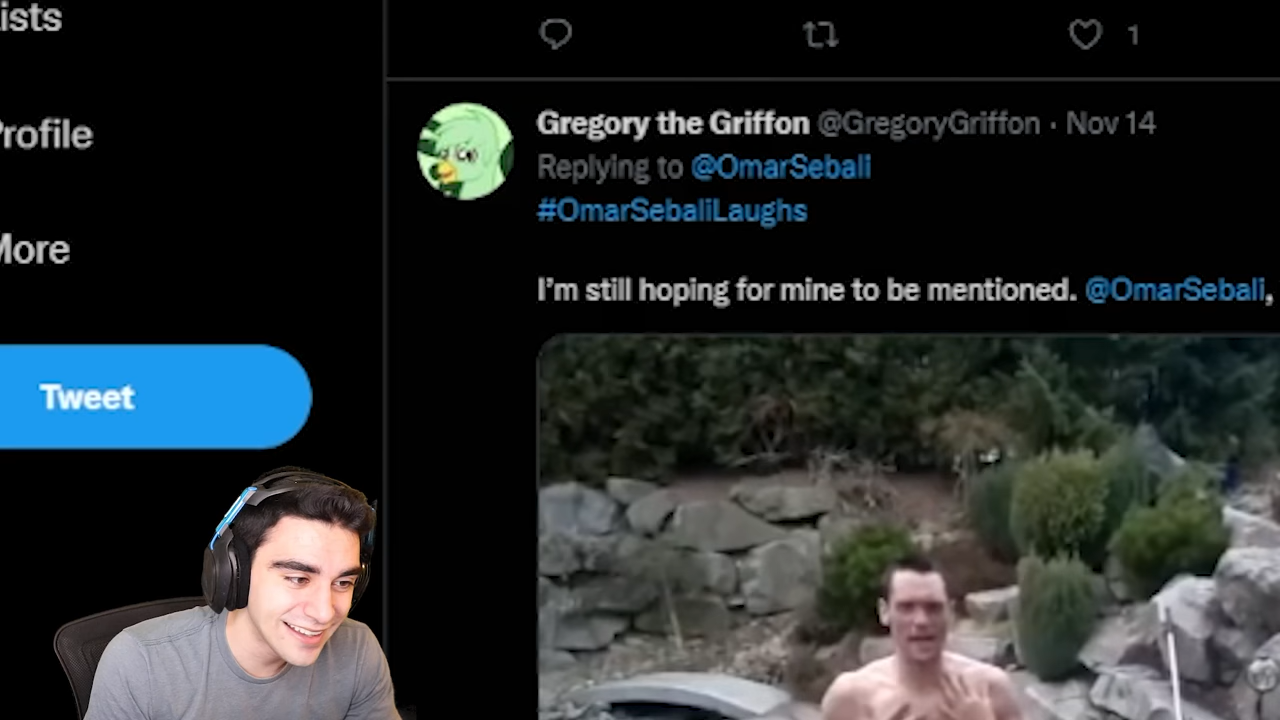 ists
1
Profile
Gregory the Griffon @GregoryGriffon · Nov 14
Replying to @OmarSebali
#OmarSebaliLaughs
More
I'm still hoping for mine to be mentioned. @OmarSebali,
Tweet